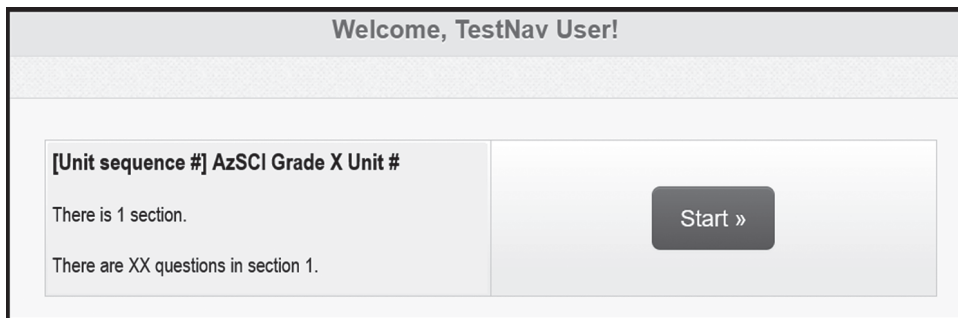 Welcome, TestNav User!
[Unit sequence #] AzSCI Grade X Unit #
There is 1 section.
Start »
There are XX questions in section 1.